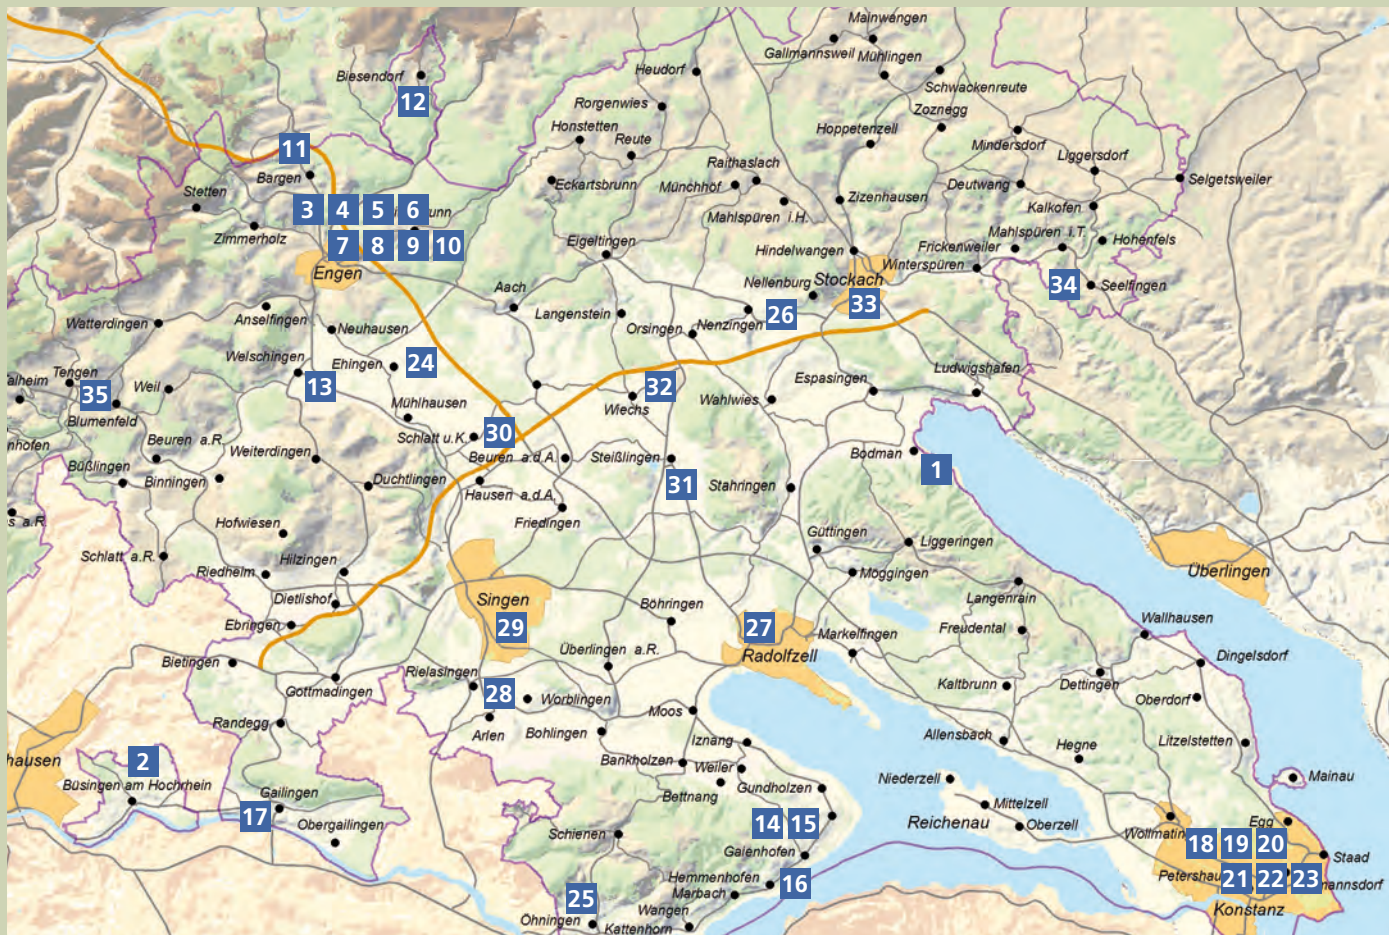 Mainwangen
Gallmannsweil Mühlingen
Heudorf
Biesendorf
12
Schwackenreute
Rorgenwies
Zoznegg
Honstetten
Hoppetenzell
Reute
11
Mindersdorf
Liggersdorf
Raithaslach
Bargen
Stetten
Eckartsbrunn
Münchhof
Deutwang
Selgetsweiler
Zizenhausen
3 4 5 6
Mahlspüren i.H.
Kalkofen
Zimmerholz
Mahlspüren i.T.
Hohenfels
7 8 9 10
Eigeltingen
Hindelwangen
Frickenweiler
Winterspüren
Engen
Nellenburg
Stockach
34
Seelfingen
Aach
33
Langenstein
26
Watterdingen
Anselfingen
Neuhausen
Orsingen
Nenzingen
Welschingen
Ehingen
24
Ludwigshafen
Tengen
Espasingen
35
Weil
13
32
Wiechs
Wahlwies
Blumenfeld
Mühlhausen
30
Schlatt u.K.
Beuren a.R.
Weiterdingen
Beuren a.d.A.
Steißlingen
Bodman
1
Büßlingen
Binningen
Duchtlingen
31
Stahringen
Hausen a.d.A.
Hofwiesen
Friedingen
Güttingen
Liggeringen
Schlatt a.R.
Hilzingen
Riedheim
Möggingen
Überlingen
Dietlishof
Singen
Böhringen
Langenrain
Ebringen
29
27
Markelfingen
Freudental
Wallhausen
Überlingen a.R.
Radolfzell
Bietingen
Dingelsdorf
Rielasingen
Gottmadingen
28
Worblingen
Kaltbrunn
Dettingen
Oberdorf
Moos
Randegg
Arlen
Bohlingen
Iznang
Allensbach
Hegne
Litzelstetten
hausen
2
Bankholzen
Weiler
Niederzell
Mainau
Büsingen am Hochrhein
Bettnang
Gundholzen
Gailingen
Mittelzell
17
Obergailingen
14 15
Reichenau
Oberzell
Egg
Schienen
18 19 20
Gaienhofen
Staad
Hemmenhofen
16
21 22 23
Marbach
25
Wangen
Konstanz
Öhningen
Kattenhorn